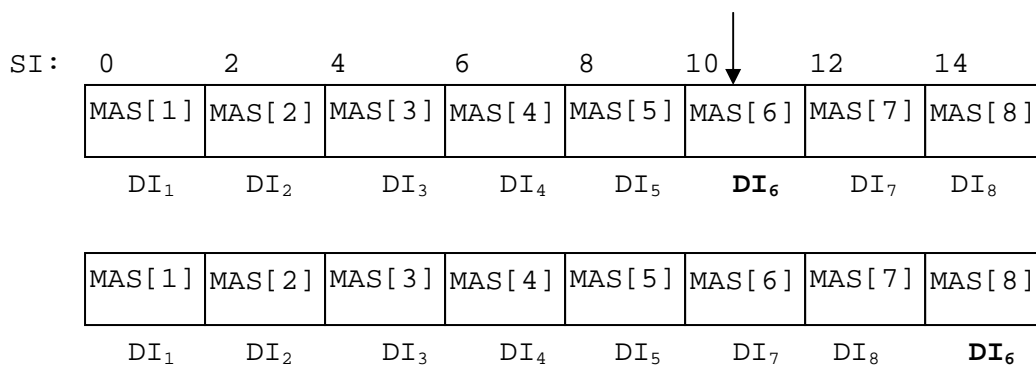 SI: 0 2 4 6 8 10 12 14
MAS[1] MAS[2] MAS[3] MAS[4] MAS[5] MAS[6] MAS[7] MAS[8]
DI₁ DI₂ DI₃ DI₄ DI₅ DI₆ DI₇ DI₈
MAS[1] MAS[2] MAS[3] MAS[4] MAS[5] MAS[6] MAS[7] MAS[8]
DI₁ DI₂ DI₃ DI₄ DI₅ DI₇ DI₈ DI₆